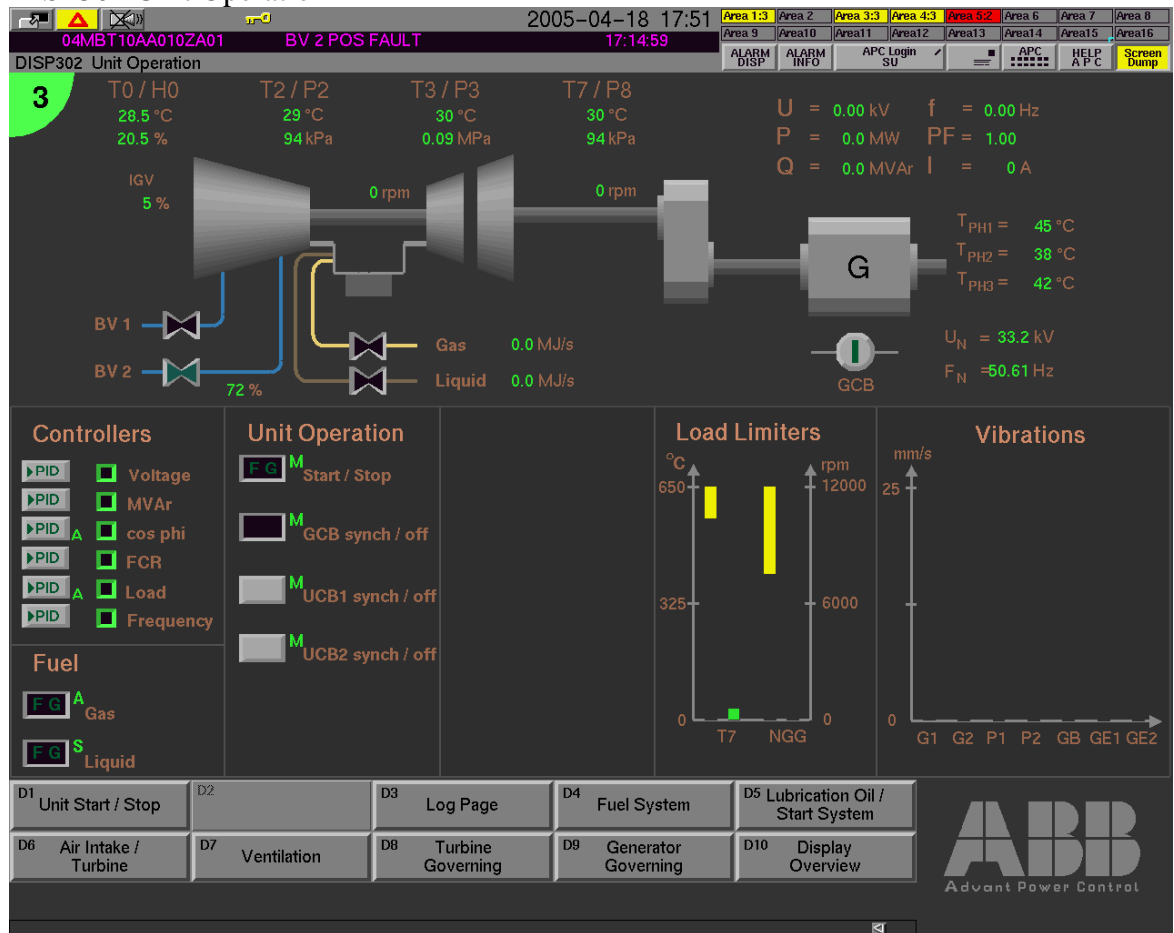 2005-04-18 17:51
Area 1:3 Area 2 Area 3:3 Area 4:3 Area 5:2 Area 6 Area 7 Area 8
04MBT10AA010ZA01 BV 2 POS FAULT 17:14:59
Area 9 Area10 Area11 Area12 Area13 Area14 Area15 Area16
DISP302 Unit Operation
ALARM DISP
ALARM INFO
APC Login SU
APC
HELP APC
Screen Dump
3
T0 / H0 T2 / P2 T3 / P3 T7 / P8
28.5 °C 29 °C 30 °C 30 °C
20.5 % 94 kPa 0.09 MPa 94 kPa
U = 0.00 kV f = 0.00 Hz
P = 0.0 MW PF = 1.00
Q = 0.0 MVAr I = 0 A
IGV
5 %
0 rpm 0 rpm
G
TPH1 = 45 °C
TPH2 = 38 °C
TPH3 = 42 °C
BV 1
Gas 0.0 MJ/s
BV 2
72 %
Liquid 0.0 MJ/s
GCB
UN = 33.2 kV
FN =50.61 Hz
Controllers
PID Voltage
PID MVAr
PID A cos phi
PID FCR
PID A Load
PID Frequency
Fuel
F G A Gas
F G S Liquid
Unit Operation
F G M Start / Stop
M GCB synch / off
M UCB1 synch / off
M UCB2 synch / off
Load Limiters
°C rpm
650 12000
325 6000
0 0
T7 NGG
Vibrations
mm/s
25
0
G1 G2 P1 P2 GB GE1 GE2
D1 Unit Start / Stop
D2
D3 Log Page
D4 Fuel System
D5 Lubrication Oil /
Start System
D6 Air Intake /
Turbine
D7 Ventilation
D8 Turbine
Governing
D9 Generator
Governing
D10 Display
Overview
ABB
Advant Power Control